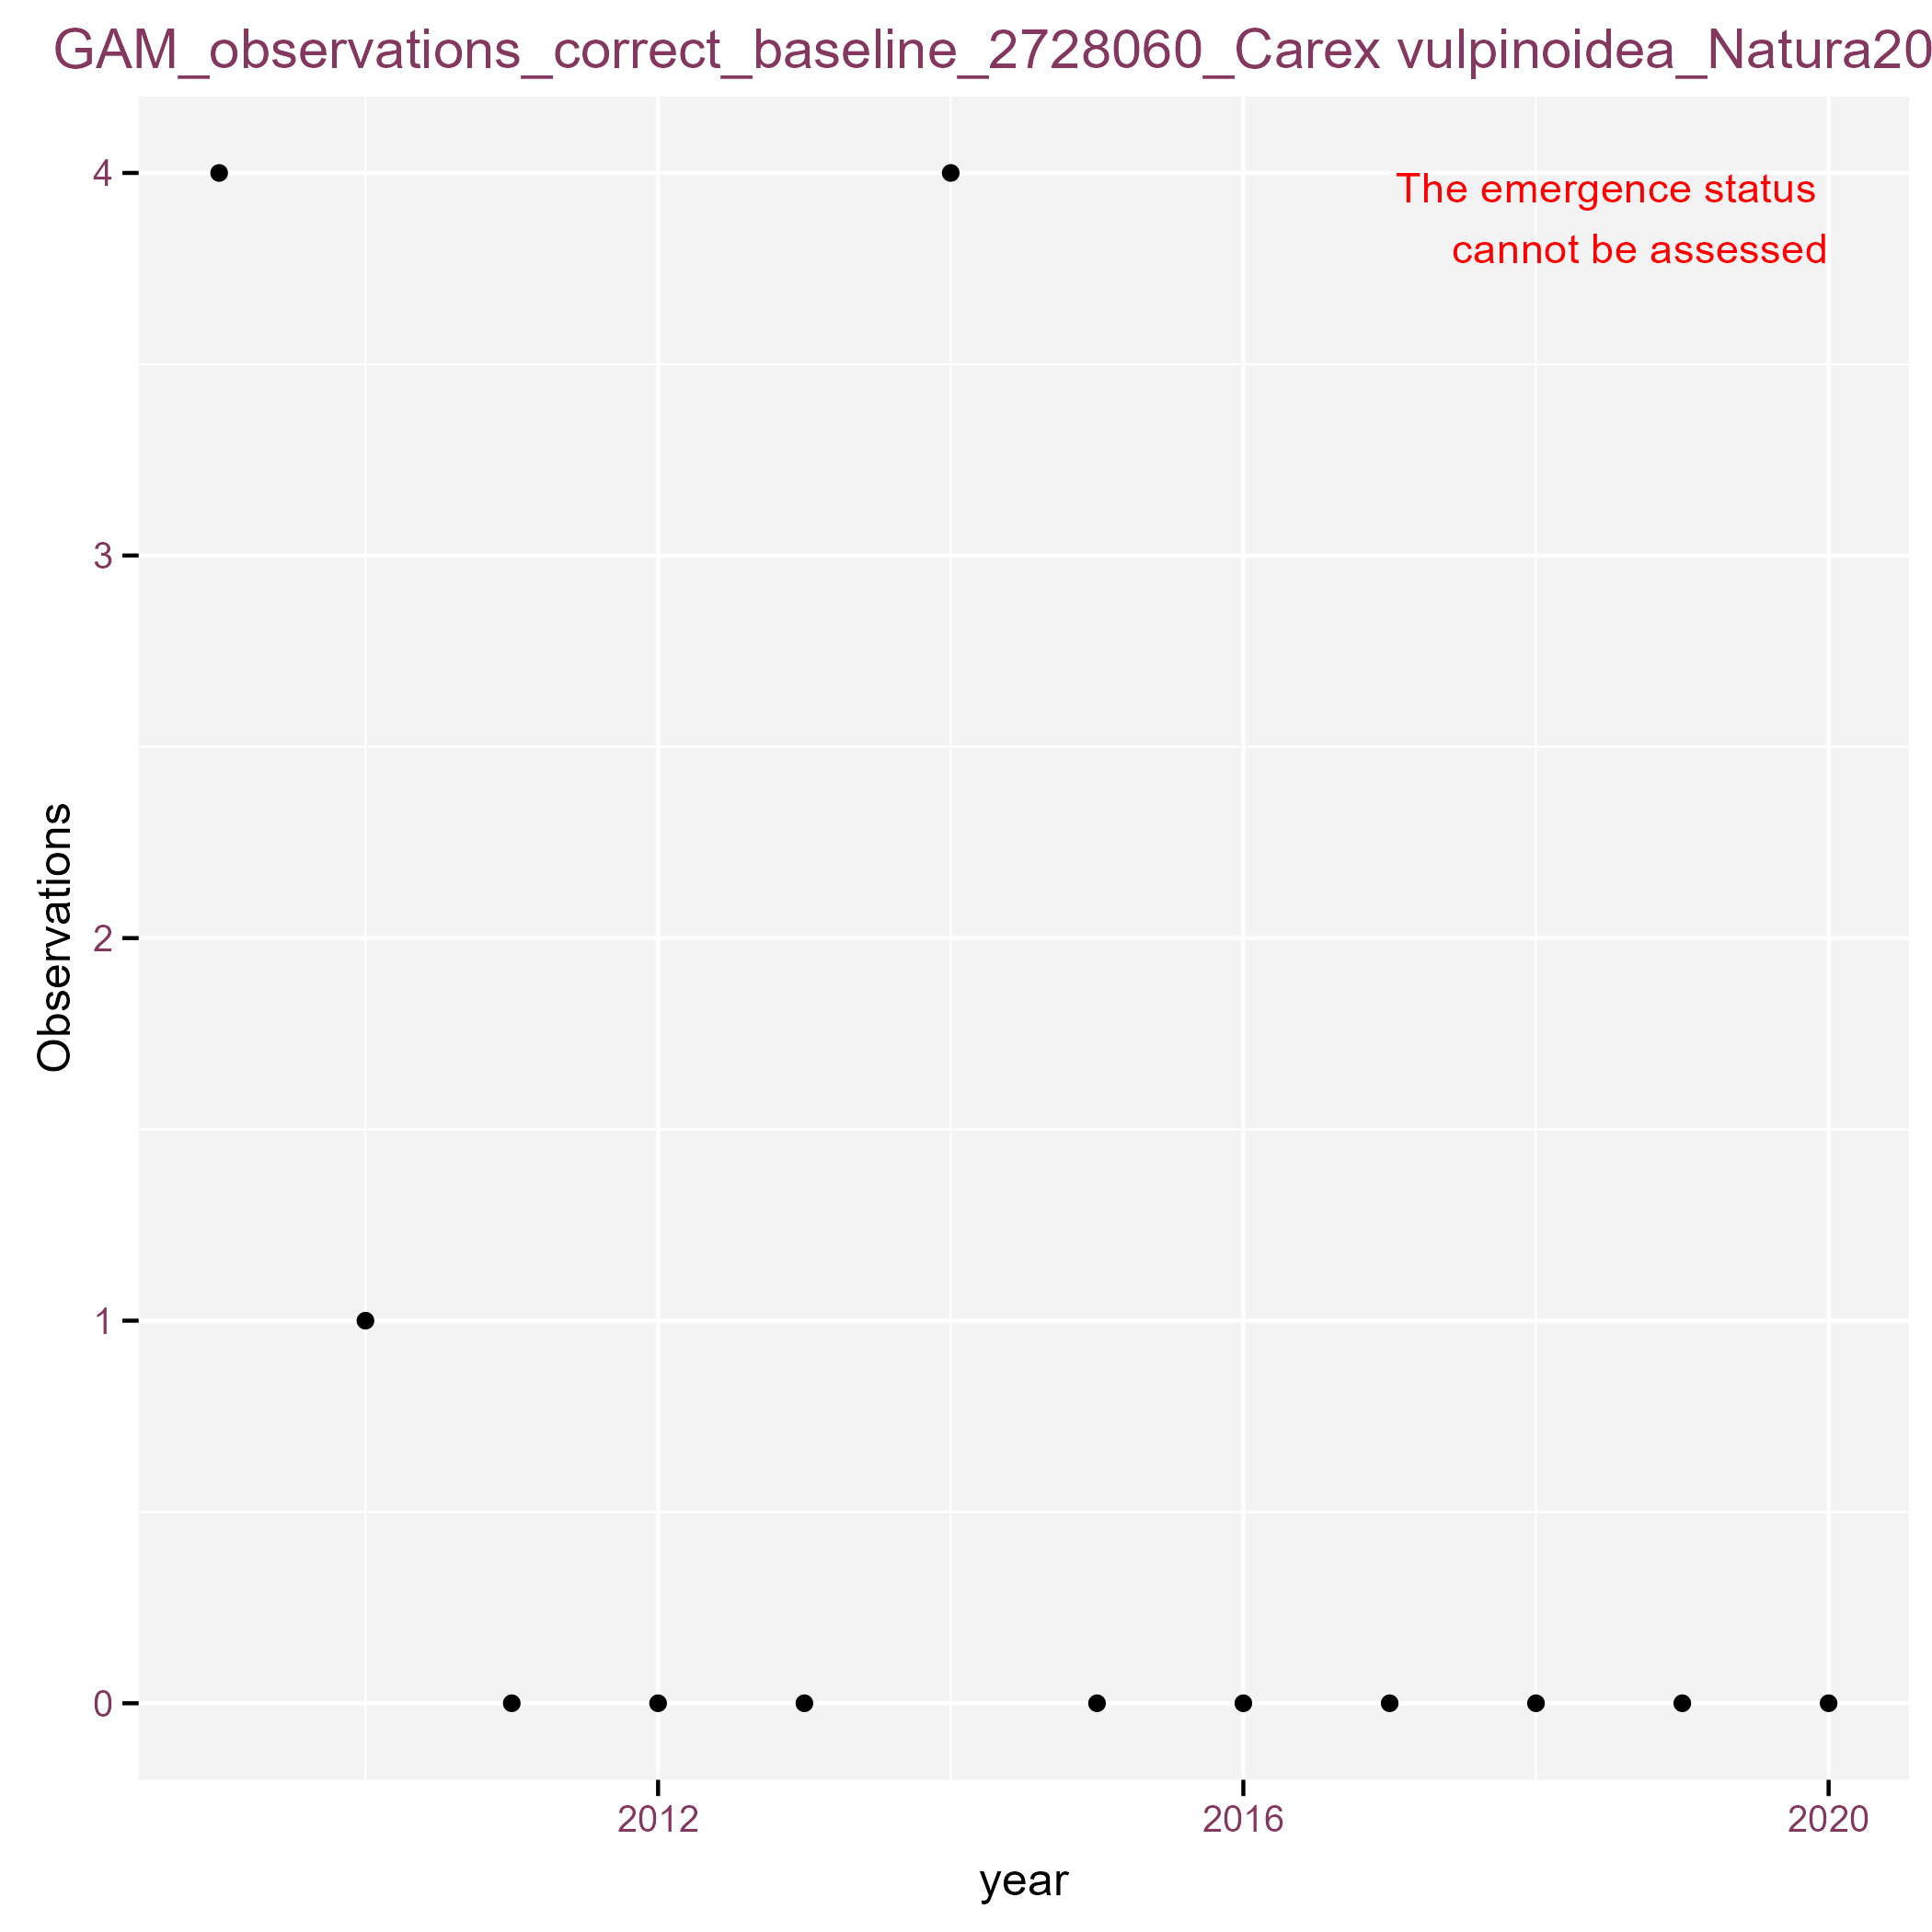 GAM_observations_correct_baseline_2728060_Carex vulpinoidea_Natura20
The emergence status
cannot be assessed
4
3
2
1
0
Observations
2012 2016 2020
year